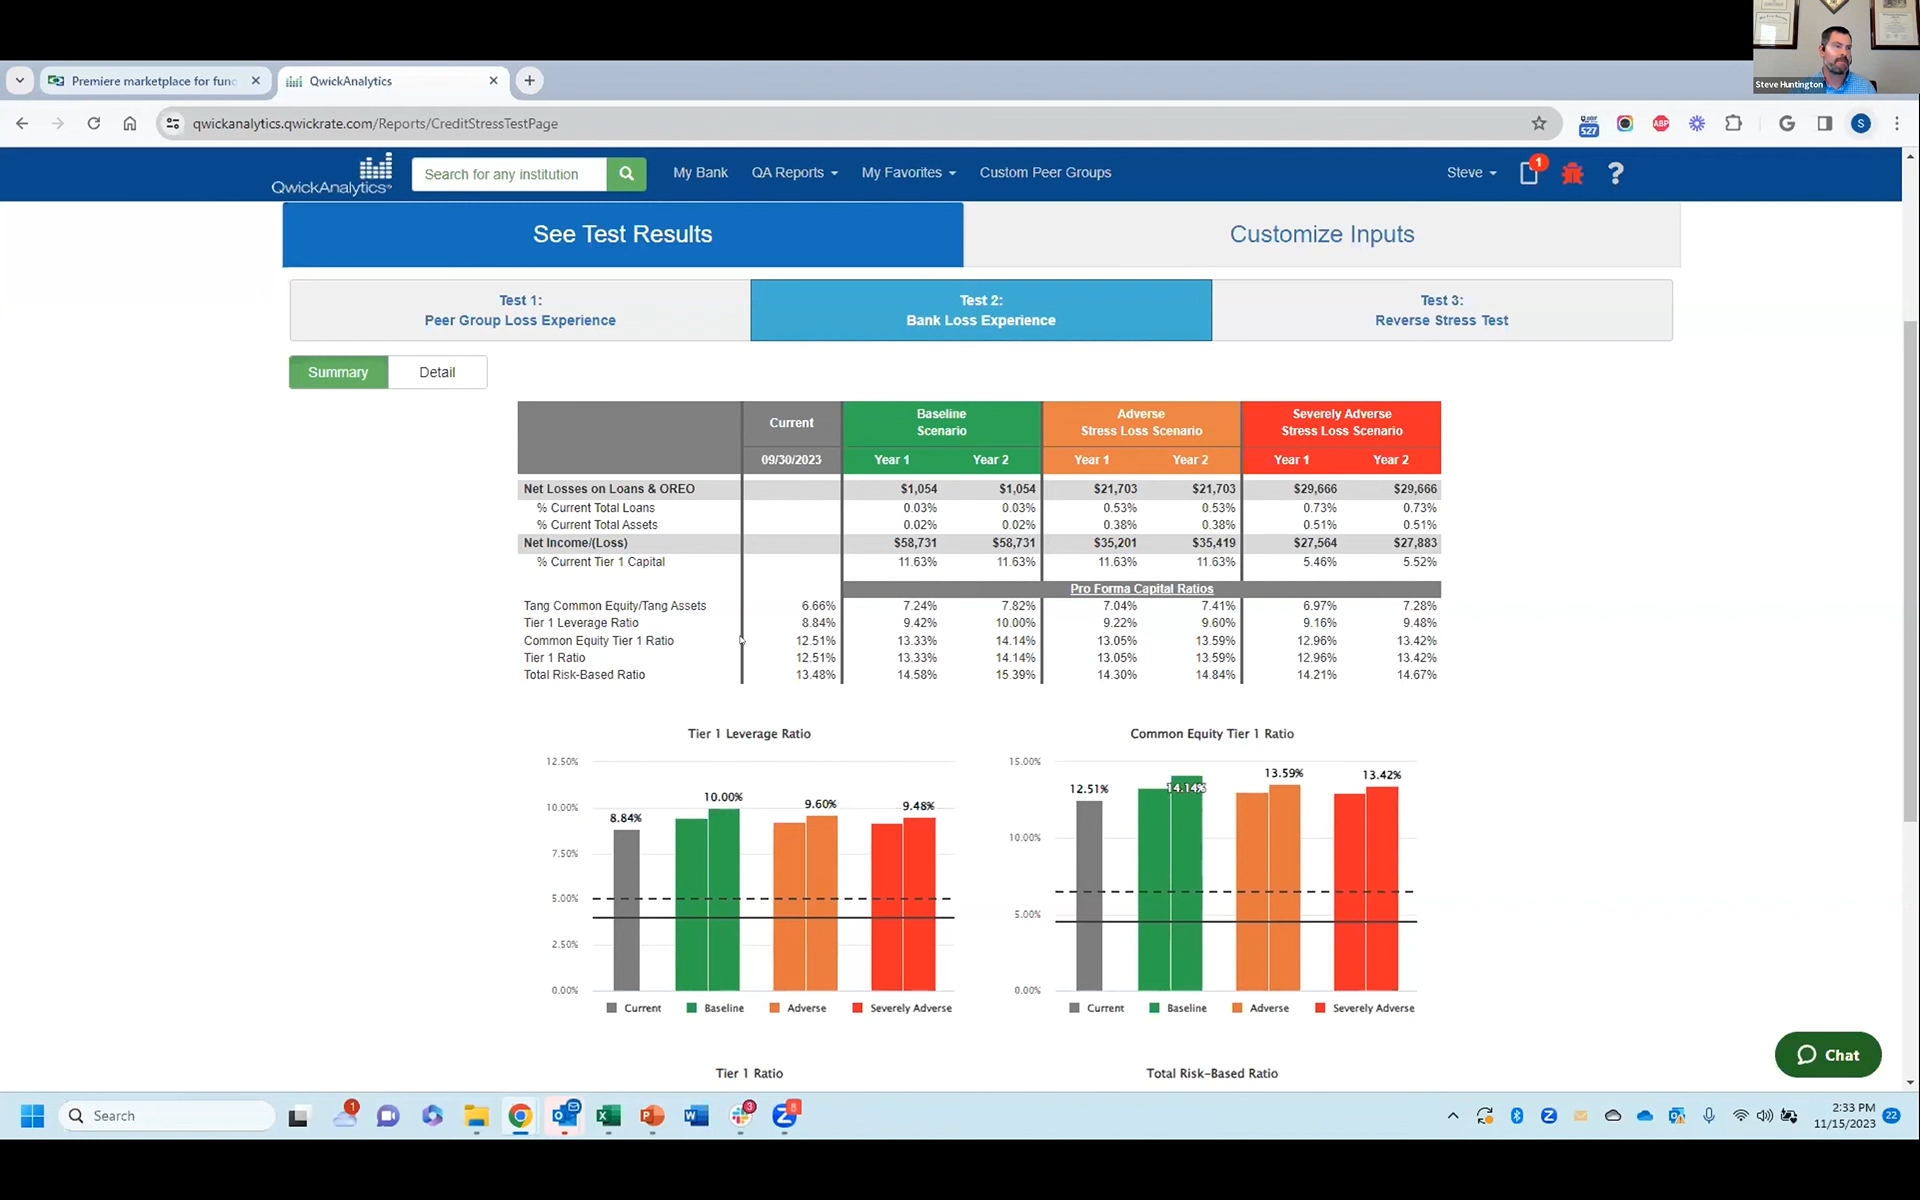 Steve Huntington
Premiere marketplace for func
QwickAnalytics
qwickanalytics.qwickrate.com/Reports/CreditStressTestPage
527
ABP
S
QwickAnalytics
Search for any institution
My Bank
QA Reports
My Favorites
Custom Peer Groups
Steve
1
?
See Test Results
Customize Inputs
Test 1:
Peer Group Loss Experience
Test 2:
Bank Loss Experience
Test 3:
Reverse Stress Test
Summary
Detail
Current
Baseline
Scenario
Adverse
Stress Loss Scenario
Severely Adverse
Stress Loss Scenario
09/30/2023 Year 1 Year 2 Year 1 Year 2 Year 1 Year 2
Net Losses on Loans & OREO $1,054 $1,054 $21,703 $21,703 $29,666 $29,666
% Current Total Loans 0.03% 0.03% 0.53% 0.53% 0.73% 0.73%
% Current Total Assets 0.02% 0.02% 0.38% 0.38% 0.51% 0.51%
Net Income/(Loss) $58,731 $58,731 $35,201 $35,419 $27,564 $27,883
% Current Tier 1 Capital 11.63% 11.63% 11.63% 11.63% 5.46% 5.52%
Pro Forma Capital Ratios
Tang Common Equity/Tang Assets 6.66% 7.24% 7.82% 7.04% 7.41% 6.97% 7.28%
Tier 1 Leverage Ratio 8.84% 9.42% 10.00% 9.22% 9.60% 9.16% 9.48%
Common Equity Tier 1 Ratio 12.51% 13.33% 14.14% 13.05% 13.59% 12.96% 13.42%
Tier 1 Ratio 12.51% 13.33% 14.14% 13.05% 13.59% 12.96% 13.42%
Total Risk-Based Ratio 13.48% 14.58% 15.39% 14.30% 14.84% 14.21% 14.67%
Tier 1 Leverage Ratio
12.50%
10.00%
7.50%
5.00%
2.50%
0.00%
8.84%
10.00%
9.60%
9.48%
Current Baseline Adverse Severely Adverse
Common Equity Tier 1 Ratio
15.00%
10.00%
5.00%
0.00%
12.51%
14.14%
13.59%
13.42%
Current Baseline Adverse Severely Adverse
Tier 1 Ratio
Total Risk-Based Ratio
Chat
Search
1
3
8
2:33 PM
11/15/2023
22